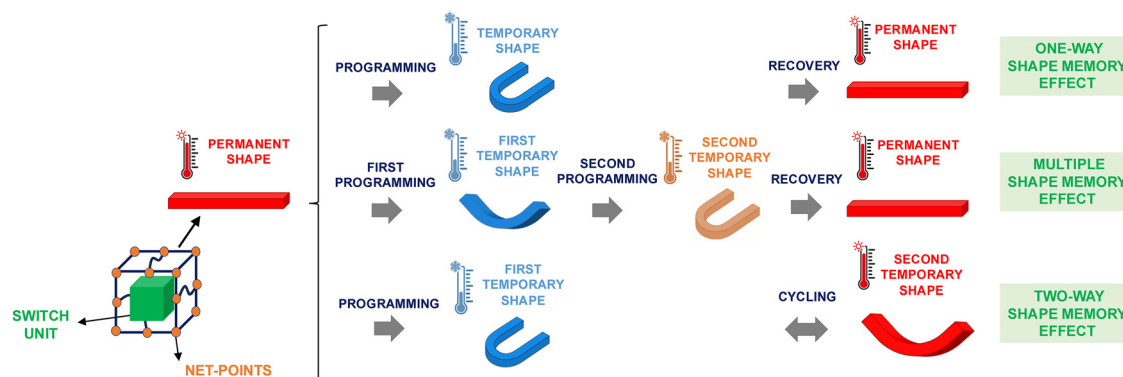 PERMANENT
SHAPE
SWITCH
UNIT
NET-POINTS
PROGRAMMING
TEMPORARY
SHAPE
RECOVERY
PERMANENT
SHAPE
ONE-WAY
SHAPE MEMORY
EFFECT
FIRST
PROGRAMMING
FIRST
TEMPORARY
SHAPE
SECOND
PROGRAMMING
SECOND
TEMPORARY
SHAPE
RECOVERY
PERMANENT
SHAPE
MULTIPLE
SHAPE MEMORY
EFFECT
PROGRAMMING
FIRST
TEMPORARY
SHAPE
CYCLING
SECOND
TEMPORARY
SHAPE
TWO-WAY
SHAPE MEMORY
EFFECT